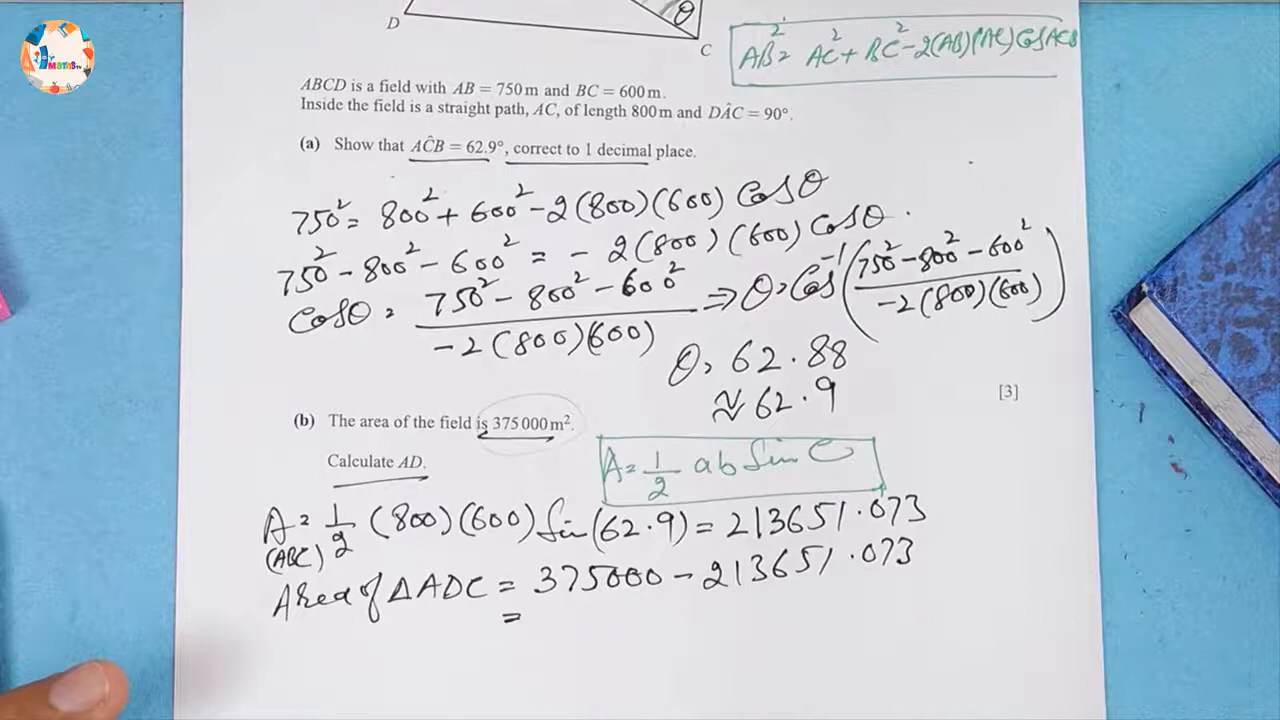 MATHS TV
D
θ
C
AB² = AC² + BC² - 2(AB)(AC) Cos ACB
ABCD is a field with AB = 750 m and BC = 600 m.
Inside the field is a straight path, AC, of length 800 m and DÂC = 90°.
(a) Show that AĈB = 62.9°, correct to 1 decimal place.
750² = 800² + 600² - 2(800)(600) Cosθ
750² - 800² - 600² = - 2(800)(600) Cosθ.
Cosθ = 750² - 800² - 600² / -2(800)(600) ⇒ θ = Cos⁻¹(750² - 800² - 600² / -2(800)(600))
θ = 62.88
≈ 62.9
[3]
(b) The area of the field is 375 000 m².
Calculate AD.
A = 1/2 ab Sin C
A = 1/2 (800)(600) Sin(62.9) = 213651.073
(ABC)
Area of ΔADC = 375000 - 213651.073
=